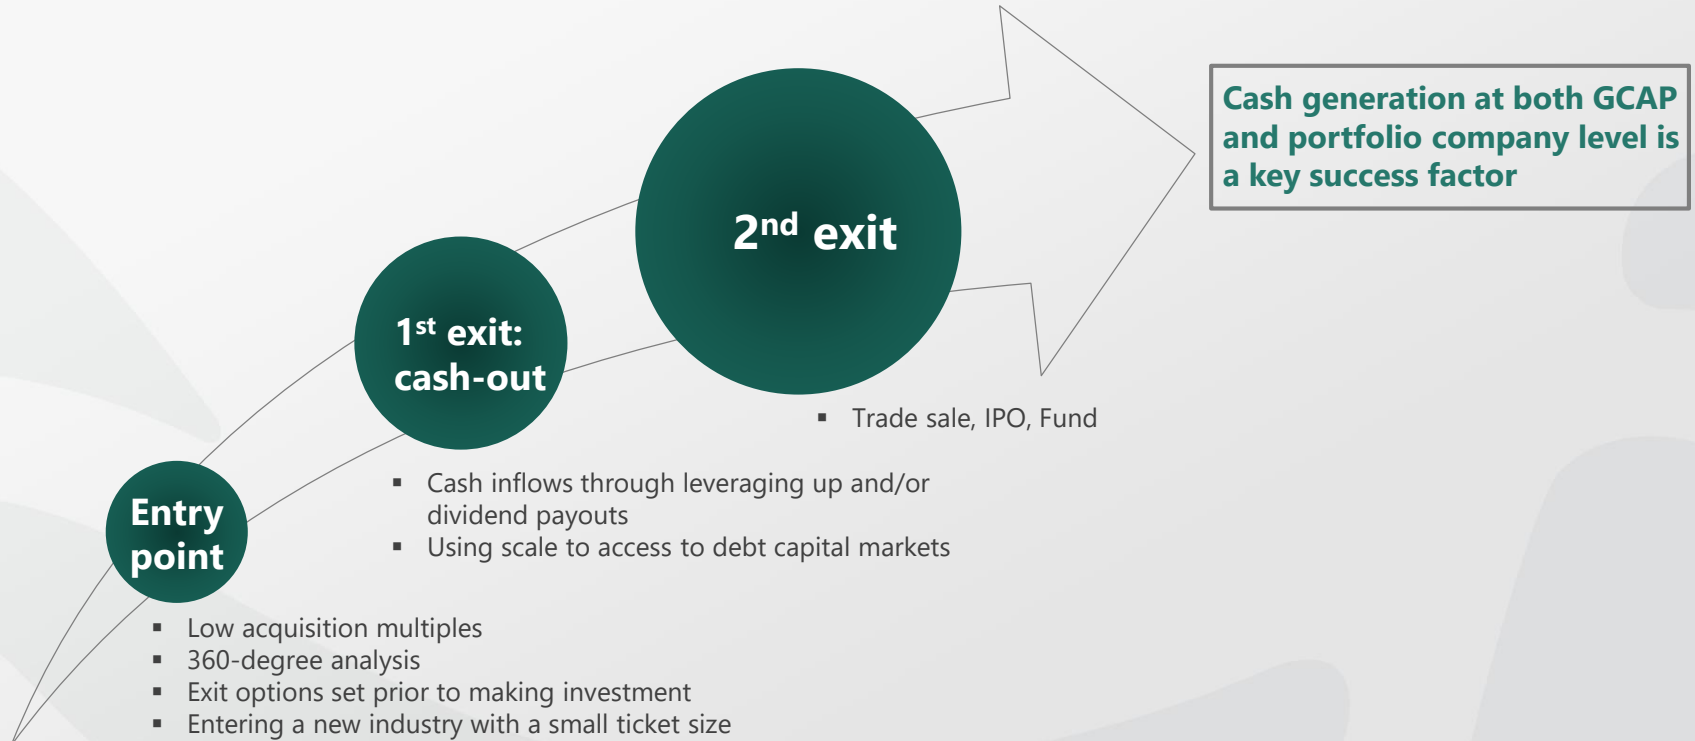 Cash generation at both GCAP
and portfolio company level is
a key success factor
2nd exit
1st exit:
cash-out
▪ Trade sale, IPO, Fund
▪ Cash inflows through leveraging up and/or
dividend payouts
▪ Using scale to access to debt capital markets
Entry
point
▪ Low acquisition multiples
▪ 360-degree analysis
▪ Exit options set prior to making investment
▪ Entering a new industry with a small ticket size